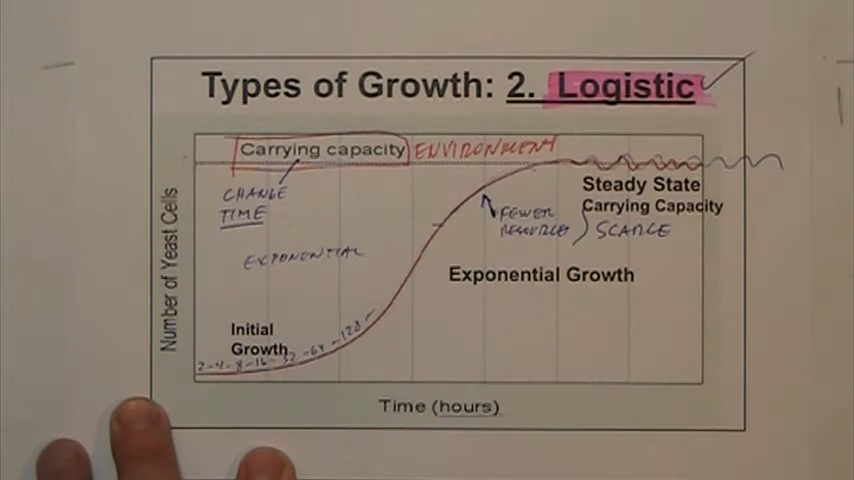 Types of Growth: 2. Logistic
Carrying capacity ENVIRONMENT
CHANGE
TIME
Steady State
Carrying Capacity
FEWER
RESOURCES
SCARCE
EXPONENTIAL
Exponential Growth
Initial
Growth
2-4-8-16-32-64-128-
Number of Yeast Cells
Time (hours)